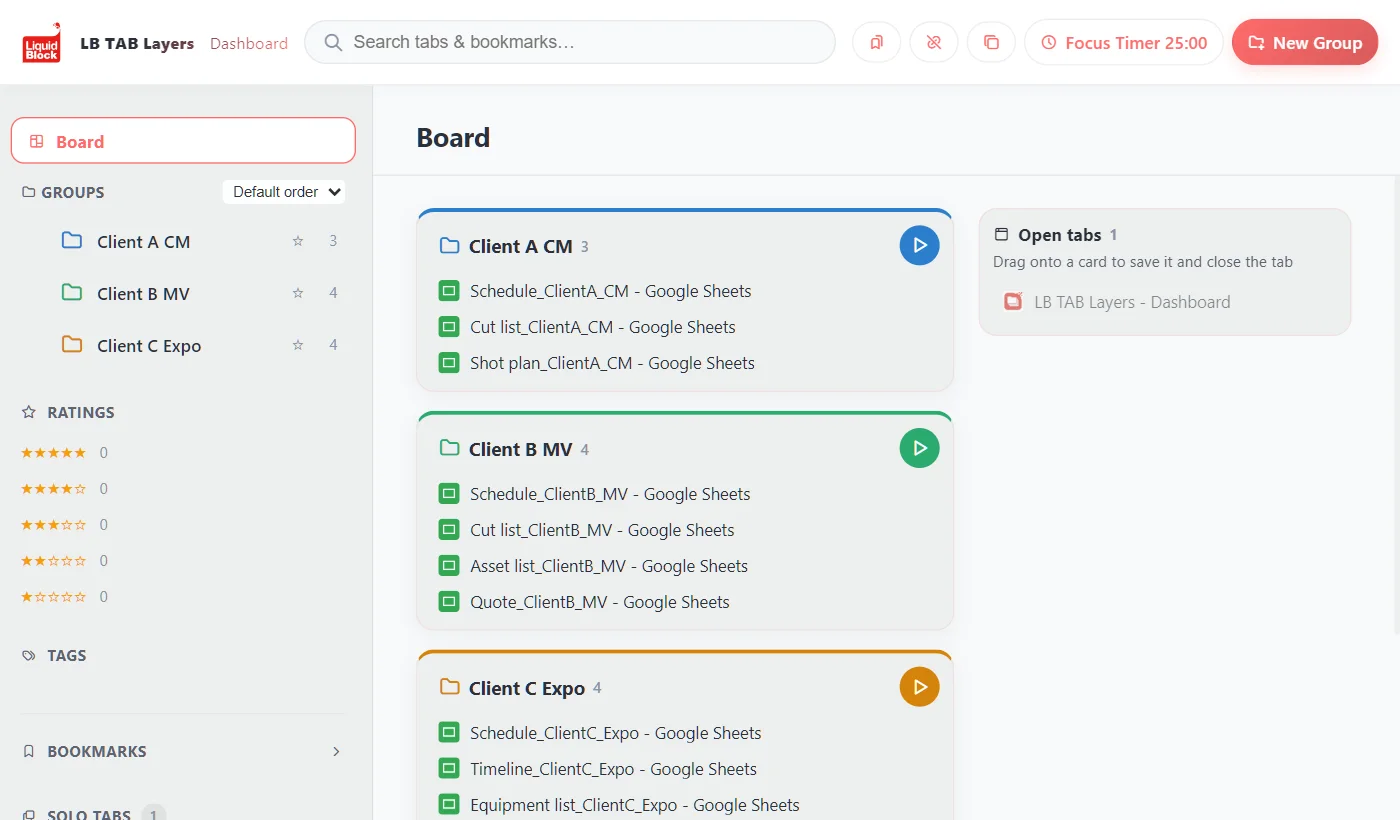 Liquid Block
LB TAB Layers
Dashboard
Search tabs & bookmarks…
Focus Timer 25:00
New Group
Board
GROUPS
Default order
Client A CM 3
Client B MV 4
Client C Expo 4
RATINGS
★★★★★ 0
★★★★☆ 0
★★★☆☆ 0
★★☆☆☆ 0
★☆☆☆☆ 0
TAGS
BOOKMARKS
SOLO TABS 1
Board
Client A CM 3
Schedule_ClientA_CM - Google Sheets
Cut list_ClientA_CM - Google Sheets
Shot plan_ClientA_CM - Google Sheets
Client B MV 4
Schedule_ClientB_MV - Google Sheets
Cut list_ClientB_MV - Google Sheets
Asset list_ClientB_MV - Google Sheets
Quote_ClientB_MV - Google Sheets
Client C Expo 4
Schedule_ClientC_Expo - Google Sheets
Timeline_ClientC_Expo - Google Sheets
Equipment list_ClientC_Expo - Google Sheets
Open tabs 1
Drag onto a card to save it and close the tab
LB TAB Layers - Dashboard